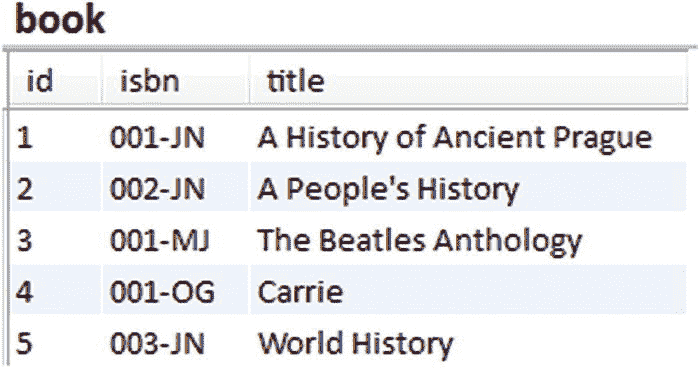 book
id isbn title
1 001-JN A History of Ancient Prague
2 002-JN A People's History
3 001-MJ The Beatles Anthology
4 001-OG Carrie
5 003-JN World History